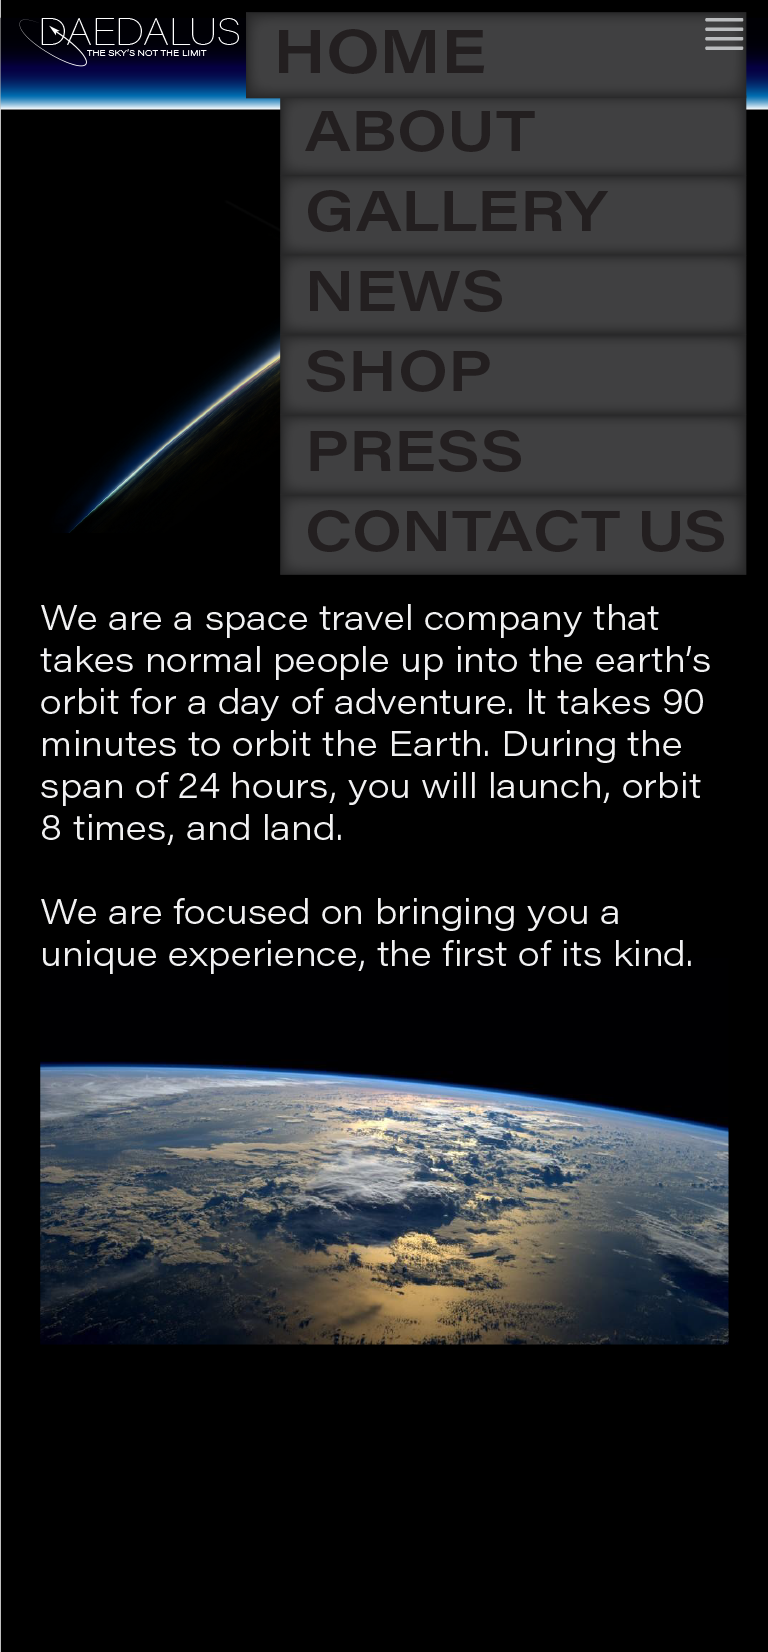 DAEDALUS
THE SKY'S NOT THE LIMIT
HOME
ABOUT
GALLERY
NEWS
SHOP
PRESS
CONTACT US
We are a space travel company that
takes normal people up into the earth’s
orbit for a day of adventure. It takes 90
minutes to orbit the Earth. During the
span of 24 hours, you will launch, orbit
8 times, and land.
We are focused on bringing you a
unique experience, the first of its kind.